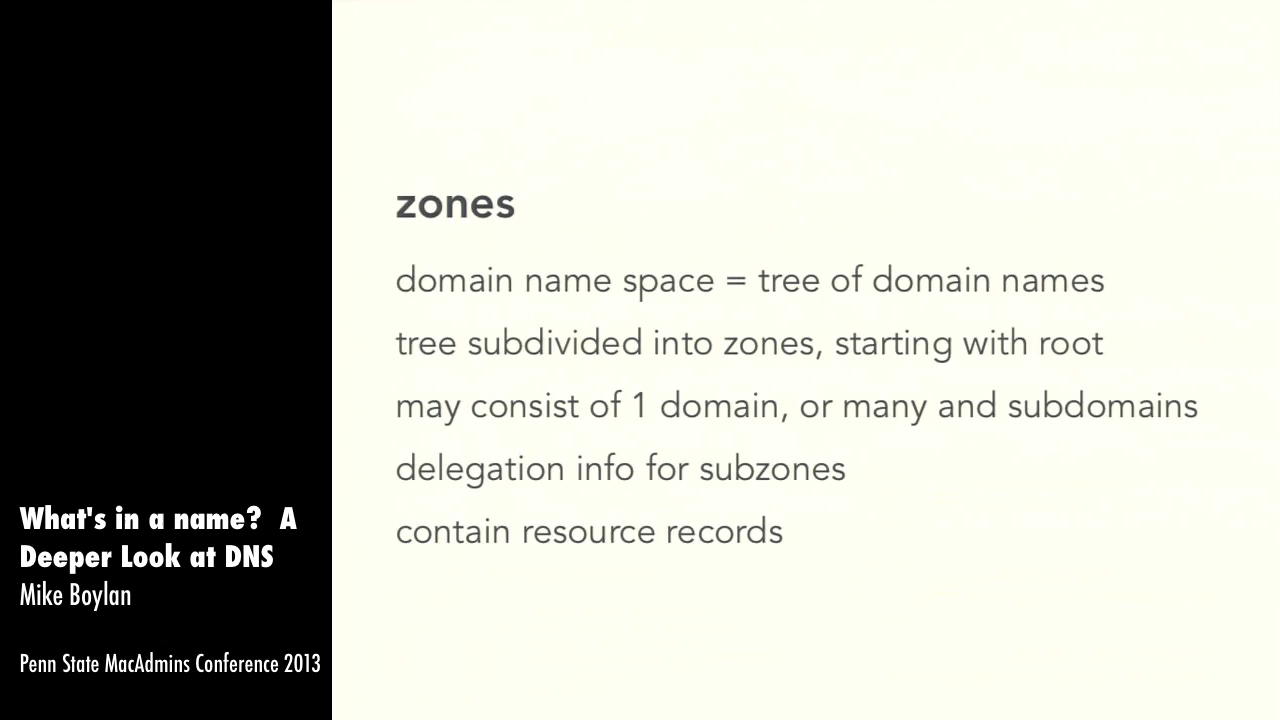 zones
domain name space = tree of domain names
tree subdivided into zones, starting with root
may consist of 1 domain, or many and subdomains
delegation info for subzones
contain resource records
What's in a name?  A
Deeper Look at DNS
Mike Boylan
Penn State MacAdmins Conference 2013